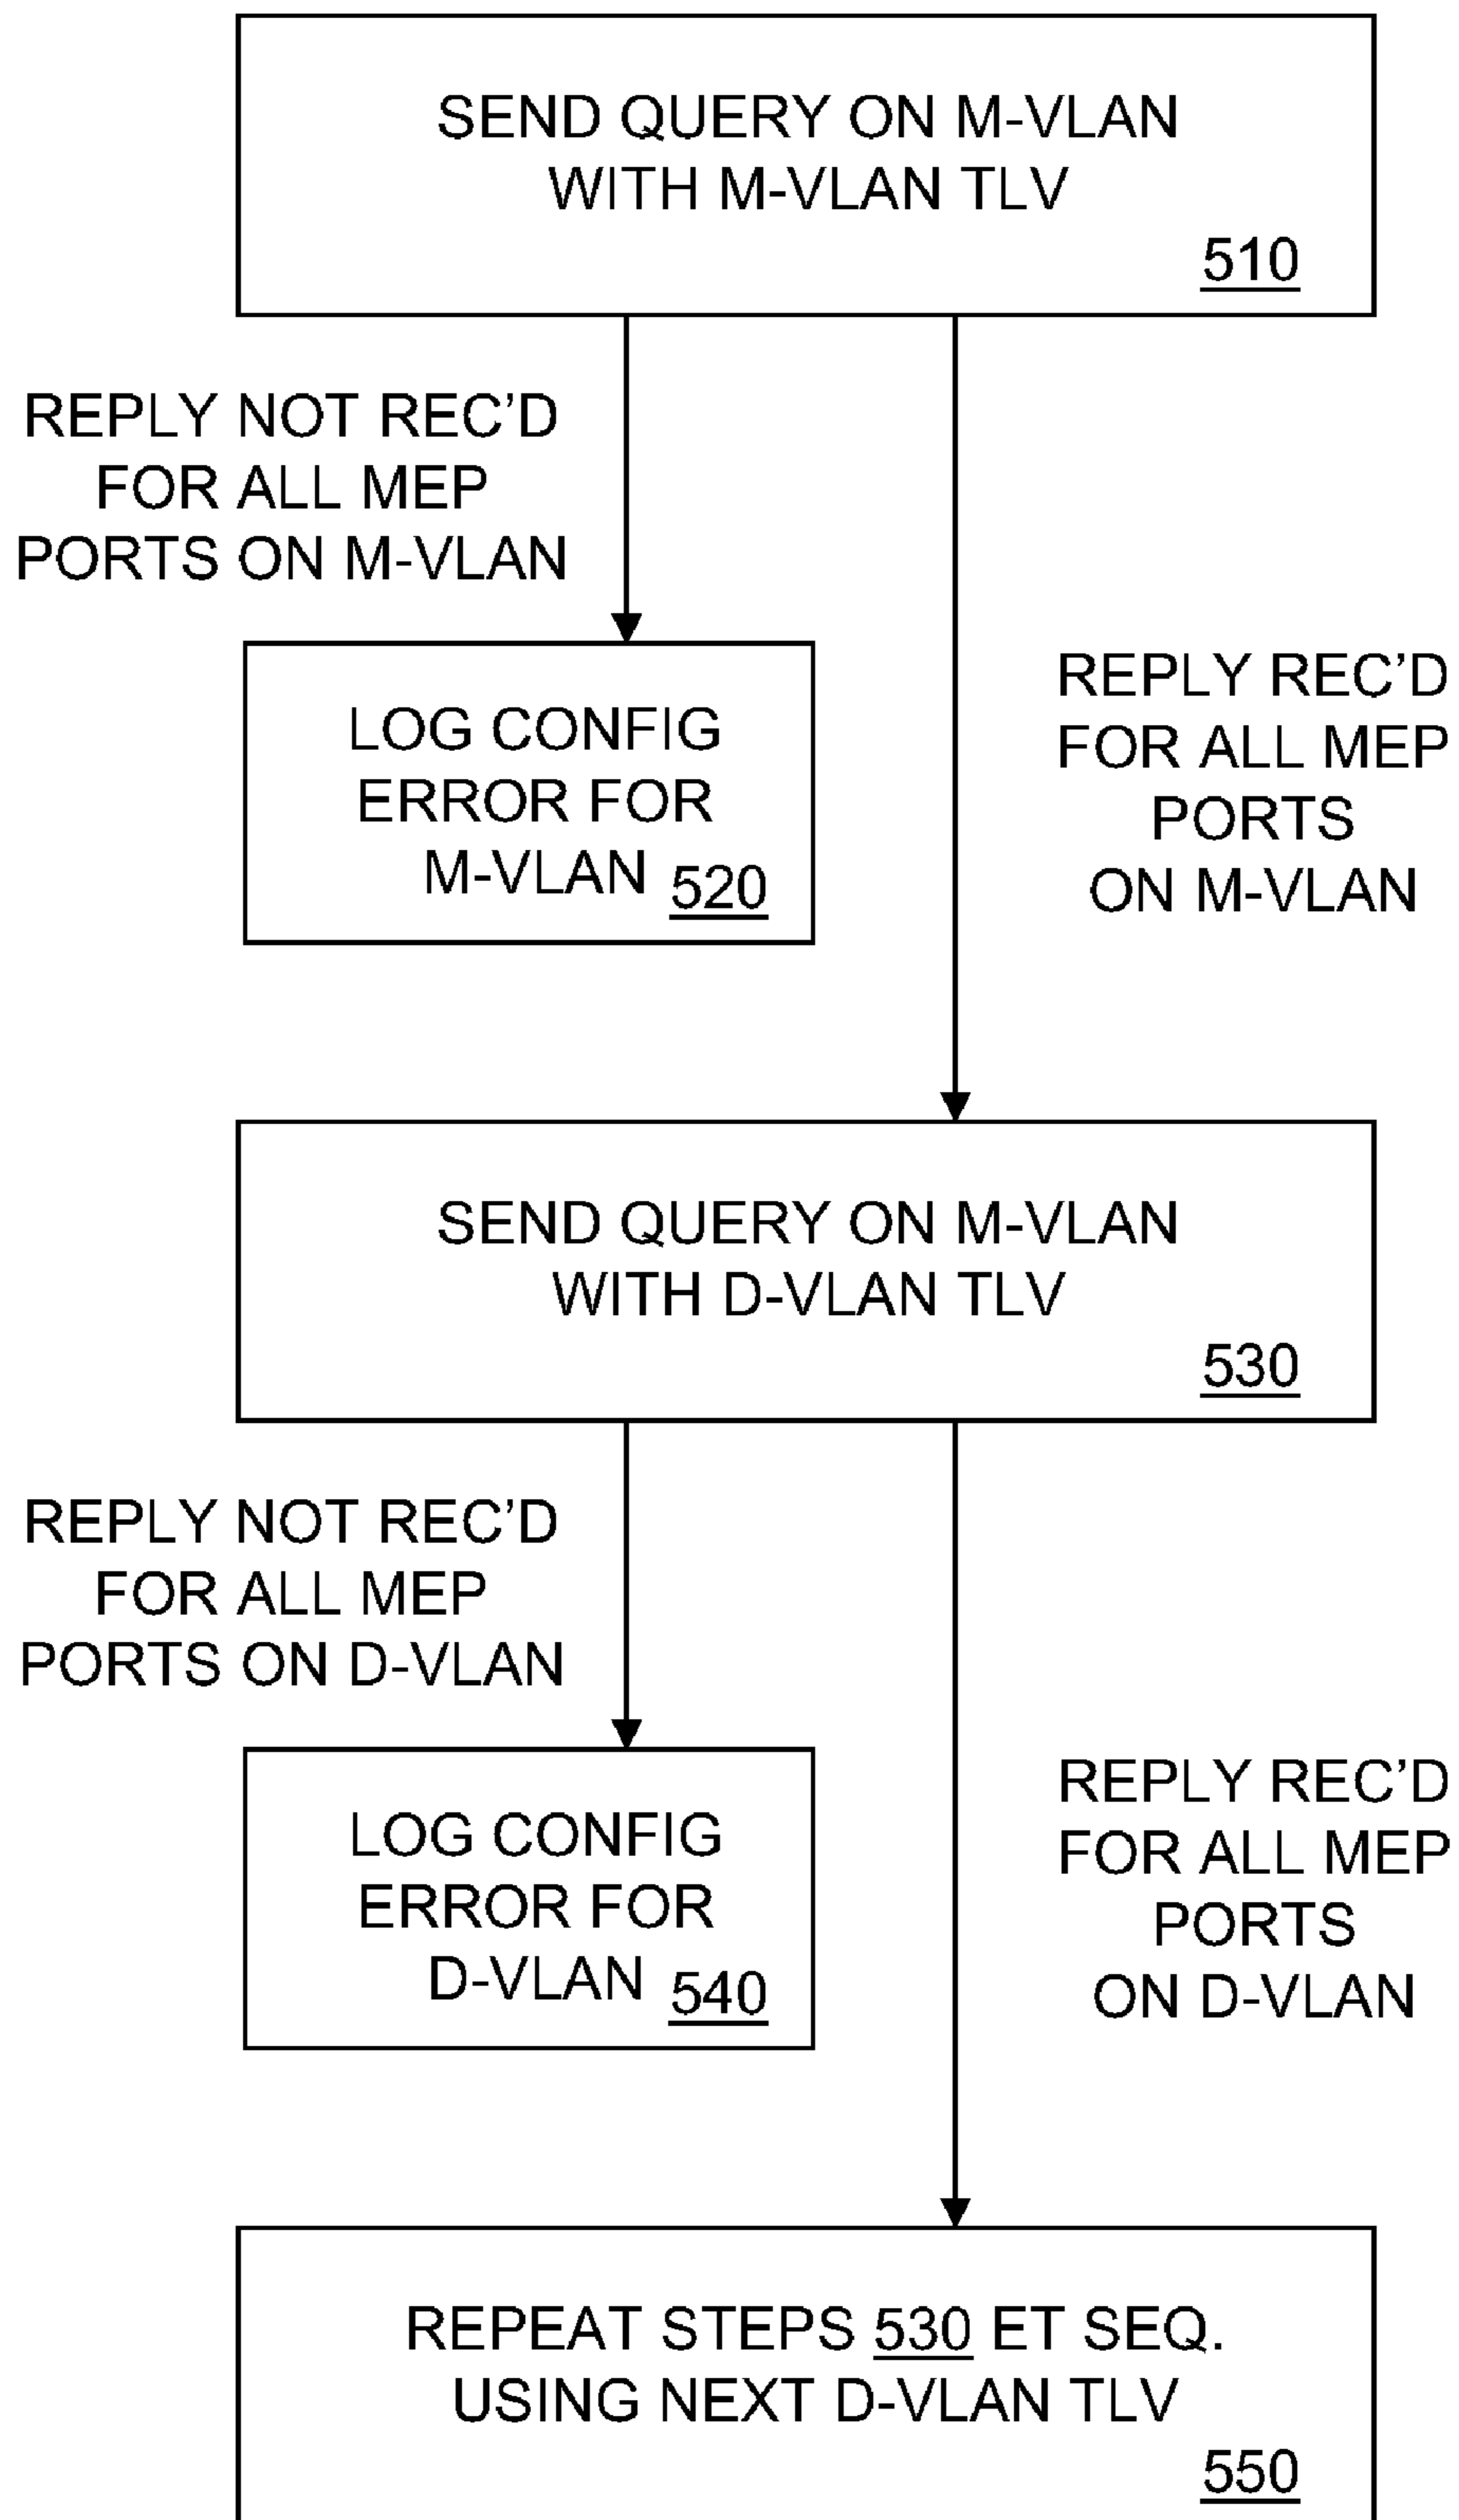 SEND QUERY ON M-VLAN
WITH M-VLAN TLV
510
REPLY NOT REC'D
FOR ALL MEP
PORTS ON M-VLAN
LOG CONFIG
ERROR FOR
M-VLAN 520
REPLY REC'D
FOR ALL MEP
PORTS
ON M-VLAN
SEND QUERY ON M-VLAN
WITH D-VLAN TLV
530
REPLY NOT REC'D
FOR ALL MEP
PORTS ON D-VLAN
LOG CONFIG
ERROR FOR
D-VLAN 540
REPLY REC'D
FOR ALL MEP
PORTS
ON D-VLAN
REPEAT STEPS 530 ET SEQ.
USING NEXT D-VLAN TLV
550